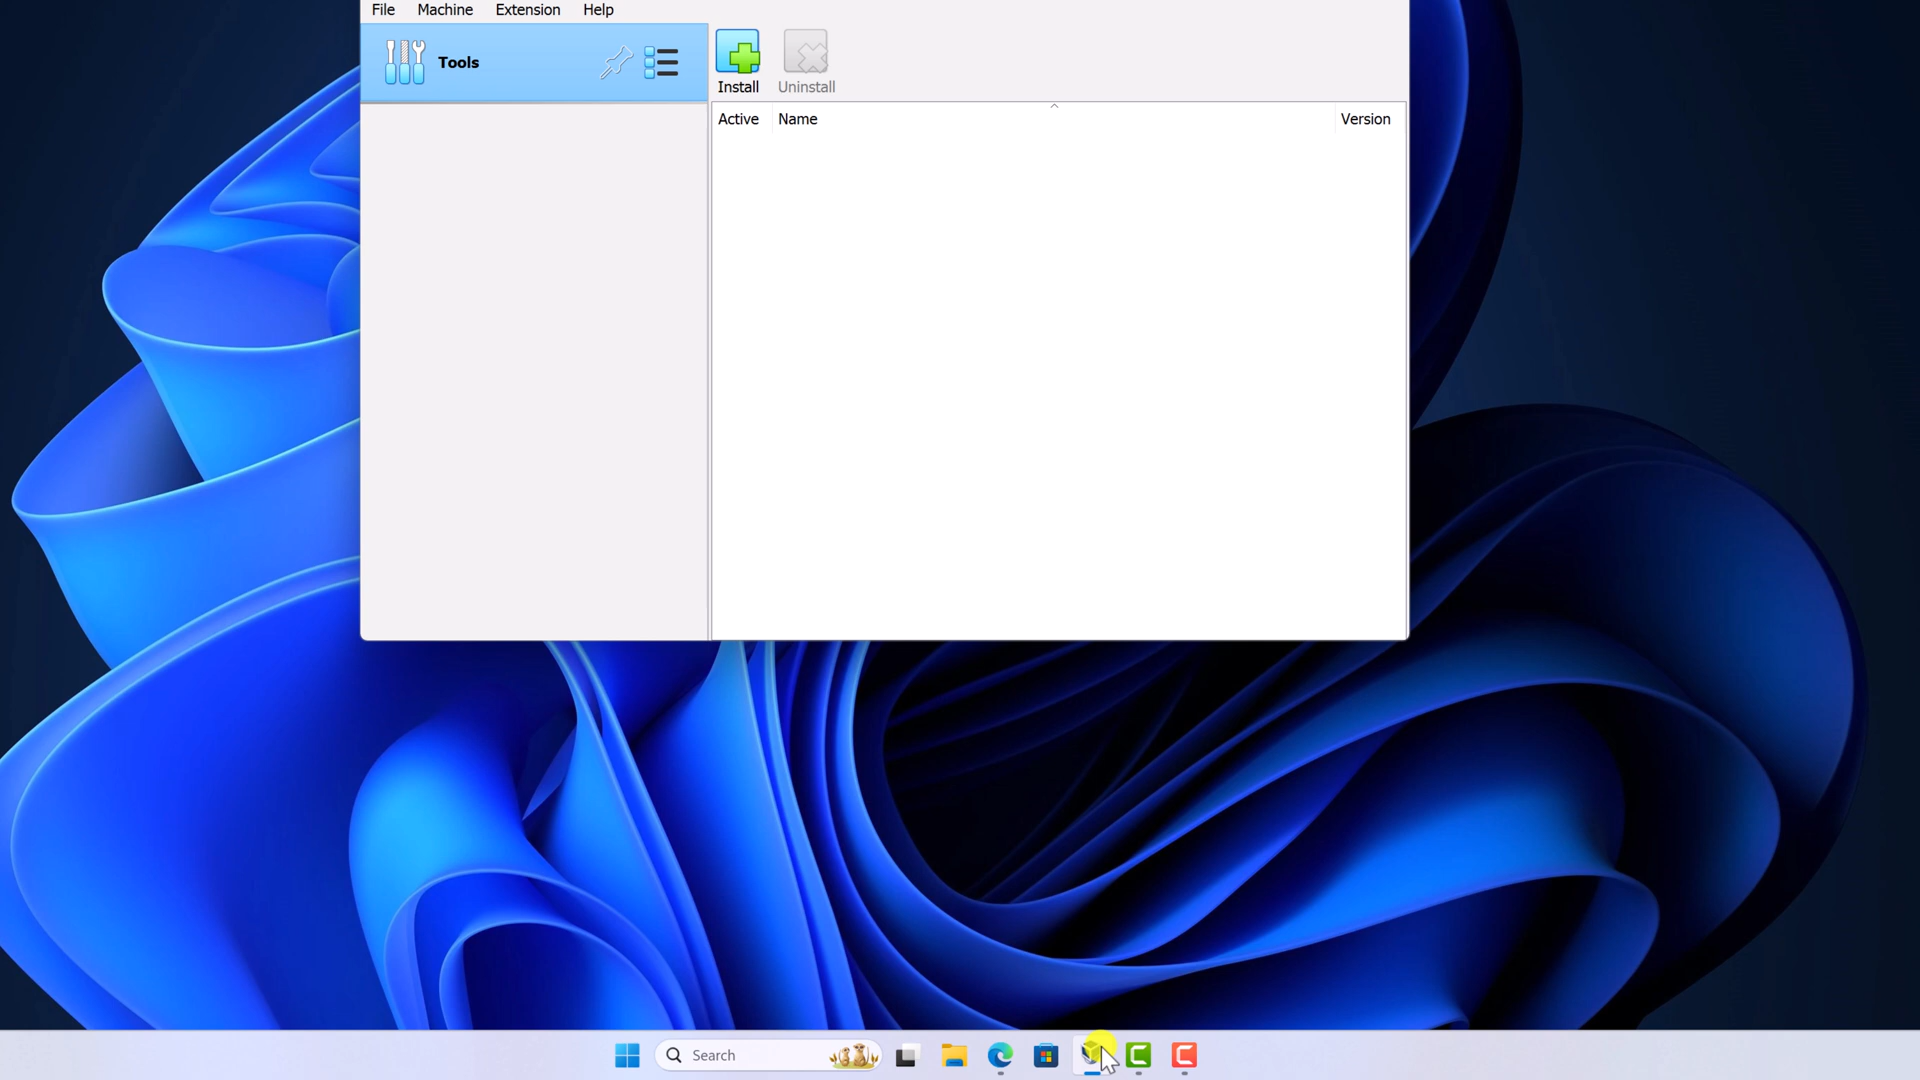 File Machine Extension Help
Tools
Install Uninstall
Active Name Version
Search